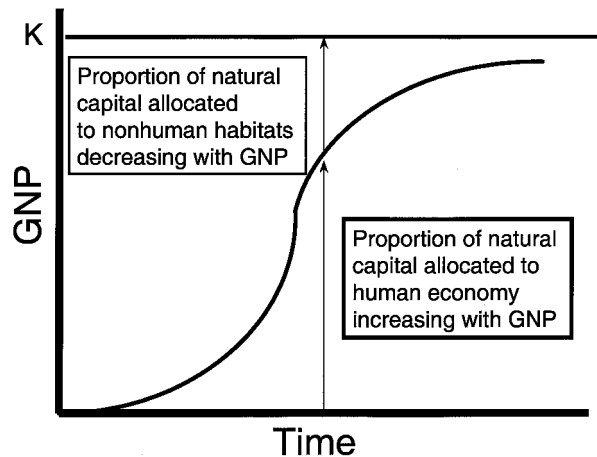 K
Proportion of natural
capital allocated
to nonhuman habitats
decreasing with GNP
GNP
Proportion of natural
capital allocated to
human economy
increasing with GNP
Time